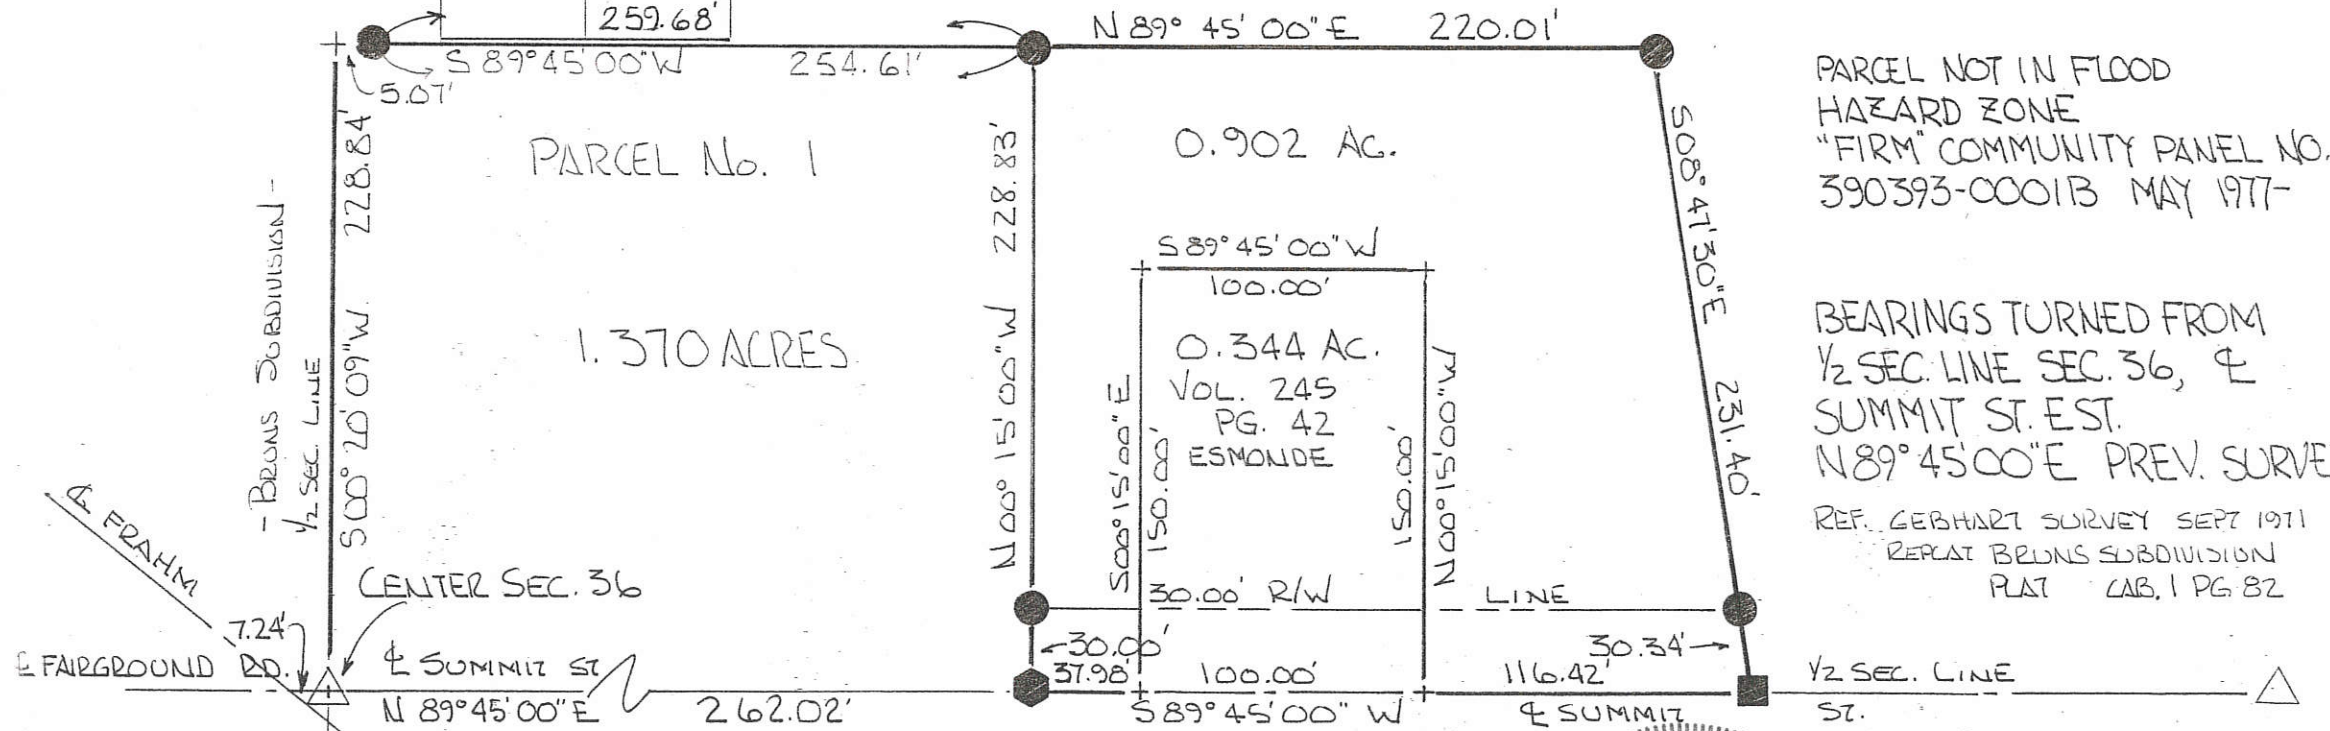 259.68'
S 89° 45' 00" W 254.61'
5.07'
N 89° 45' 00" E 220.01'
228.84'
S 00° 20' 09" W
- BRUNS SUBDIVISION -
1/2 SEC. LINE
PARCEL No. 1
1.370 ACRES
228.83'
N 00° 15' 00" W
0.902 AC.
S 89° 45' 00" W
100.00'
0.344 AC.
VOL. 245
PG. 42
ESMONDE
S 00° 15' 00" E
150.00'
150.00'
N 00° 15' 00" W
S 08° 47' 30" E 231.40'
PARCEL NOT IN FLOOD
HAZARD ZONE
"FIRM" COMMUNITY PANEL NO.
390393-0001B MAY 1977-
BEARINGS TURNED FROM
1/2 SEC. LINE SEC. 36, ℄
SUMMIT ST. EST.
N 89° 45' 00" E PREV. SURVE
REF. GEBHART SURVEY SEPT 1971
REPLAT BRUNS SUBDIVISION
PLAT CAB. 1 PG 82
℄ FRAHM
CENTER SEC. 36
7.24'
℄ FAIRGROUND RD.
℄ SUMMIT ST
N 89° 45' 00" E 262.02'
30.00' R/W LINE
30.00'
30.34'
37.98' 100.00' 116.42'
S 89° 45' 00" W
℄ SUMMIT ST.
1/2 SEC. LINE